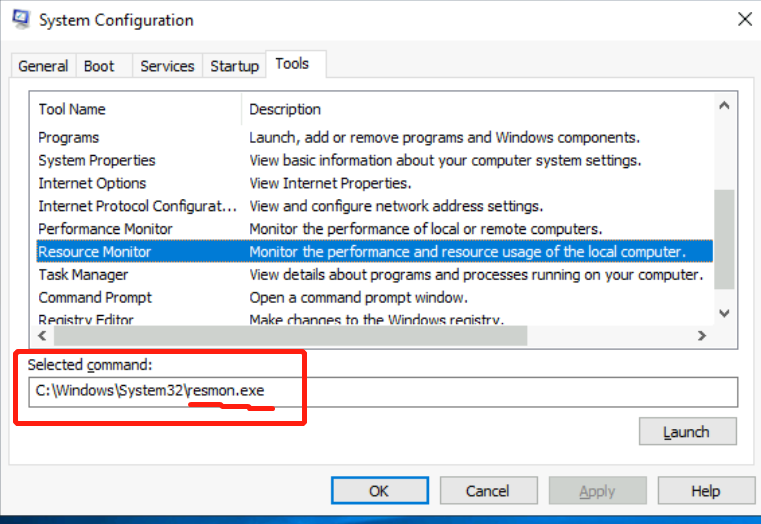 System Configuration
General Boot Services Startup Tools
Tool Name Description
Programs Launch, add or remove programs and Windows components.
System Properties View basic information about your computer system settings.
Internet Options View Internet Properties.
Internet Protocol Configurat... View and configure network address settings.
Performance Monitor Monitor the performance of local or remote computers.
Resource Monitor Monitor the performance and resource usage of the local computer.
Task Manager View details about programs and processes running on your computer.
Command Prompt Open a command prompt window.
Registry Editor Make changes to the Windows registry.
Selected command:
C:\Windows\System32\resmon.exe
Launch
OK Cancel Apply Help